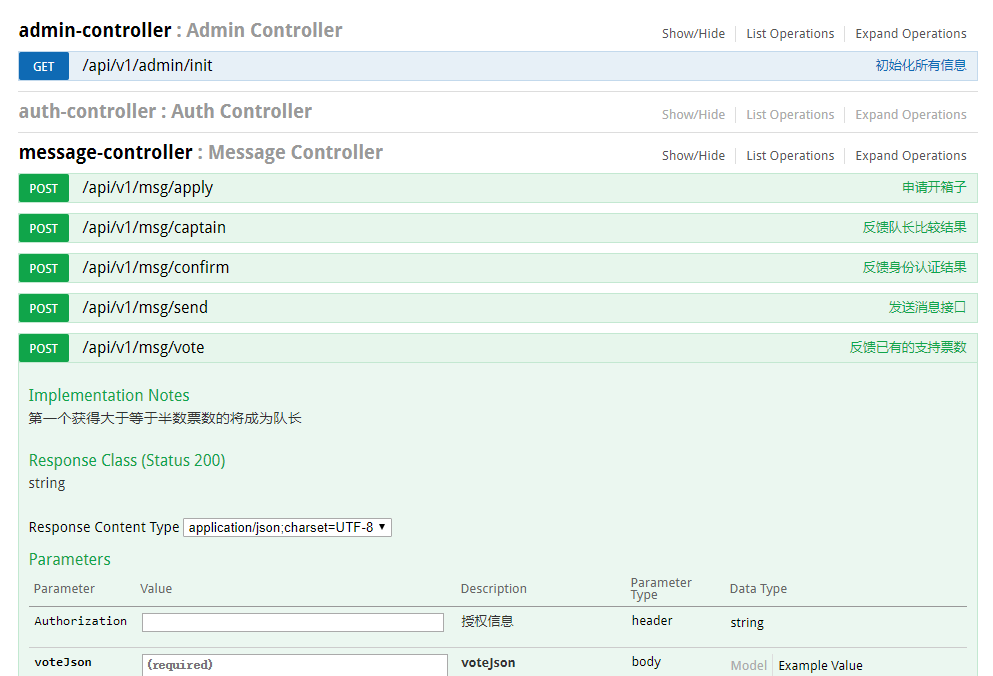 admin-controller : Admin Controller Show/Hide List Operations Expand Operations
GET /api/v1/admin/init 初始化所有信息
auth-controller : Auth Controller Show/Hide List Operations Expand Operations
message-controller : Message Controller Show/Hide List Operations Expand Operations
POST /api/v1/msg/apply 申请开箱子
POST /api/v1/msg/captain 反馈队长比较结果
POST /api/v1/msg/confirm 反馈身份认证结果
POST /api/v1/msg/send 发送消息接口
POST /api/v1/msg/vote 反馈已有的支持票数
Implementation Notes
第一个获得大于等于半数票数的将成为队长
Response Class (Status 200)
string
Response Content Type application/json;charset=UTF-8
Parameters
Parameter Value Description Parameter Type Data Type
Authorization 授权信息 header string
voteJson (required) voteJson body Model Example Value